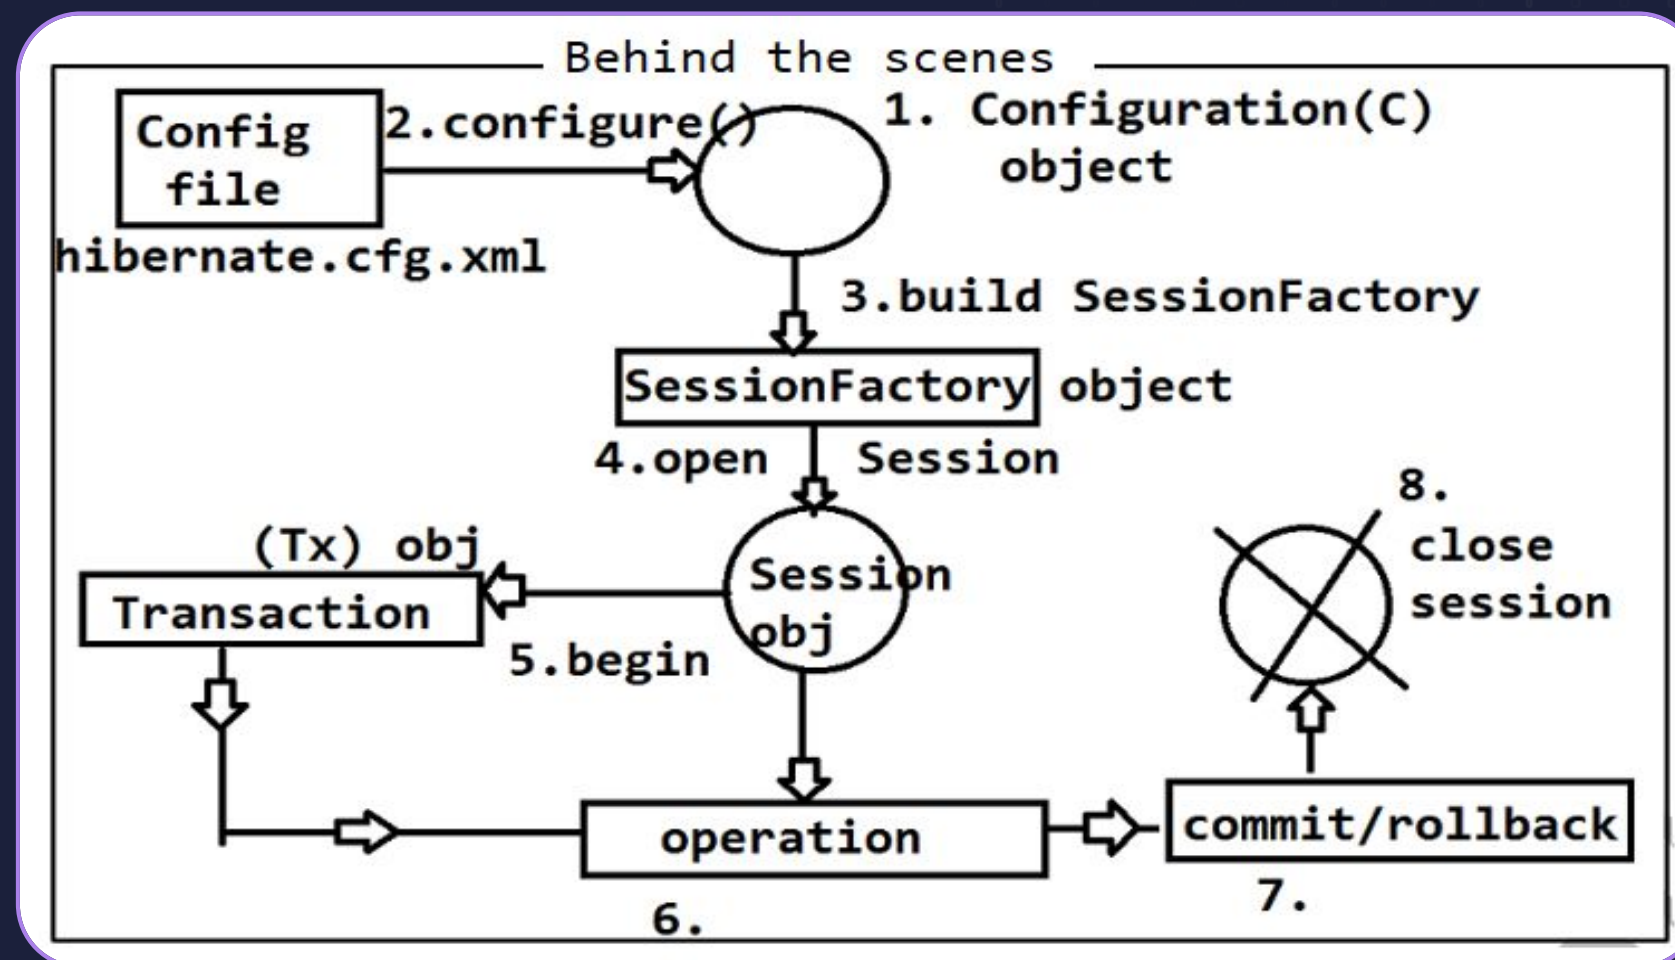 Behind the scenes
Config
file
hibernate.cfg.xml
2.configure()
1. Configuration(C)
object
3.build SessionFactory
SessionFactory object
4.open Session
(Tx) obj
Transaction
5.begin
Session
obj
operation
6.
commit/rollback
7.
8.
close
session